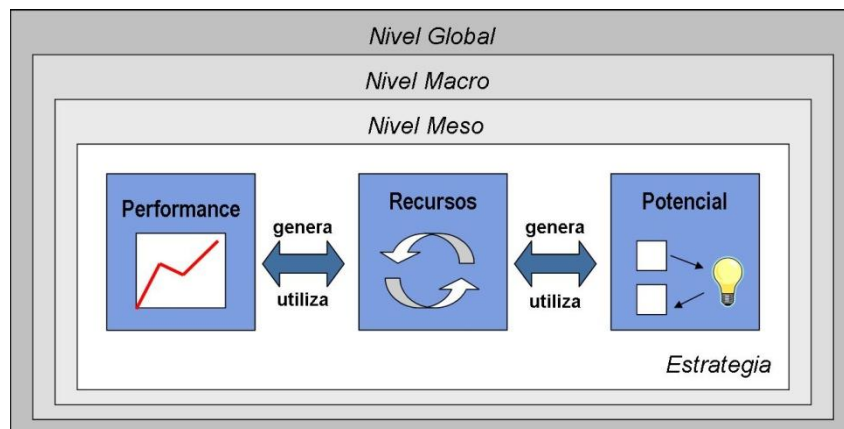 Nivel Global
Nivel Macro
Nivel Meso
Performance
genera
utiliza
Recursos
genera
utiliza
Potencial
Estrategia